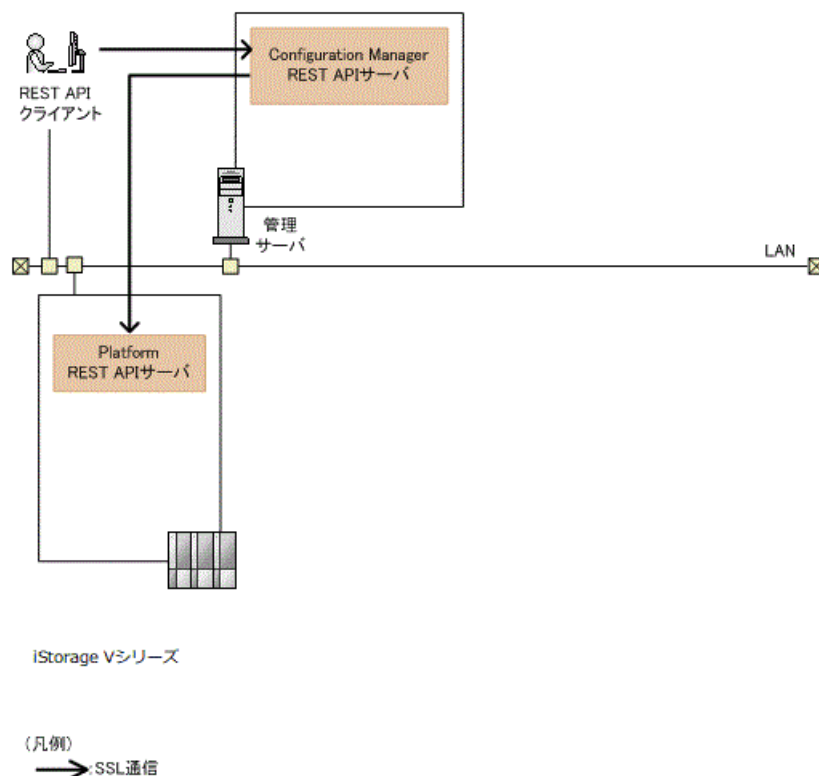 Configuration Manager
REST APIサーバ
REST API
クライアント
管理
サーバ
LAN
Platform
REST APIサーバ
iStorage Vシリーズ
(凡例)
:SSL通信